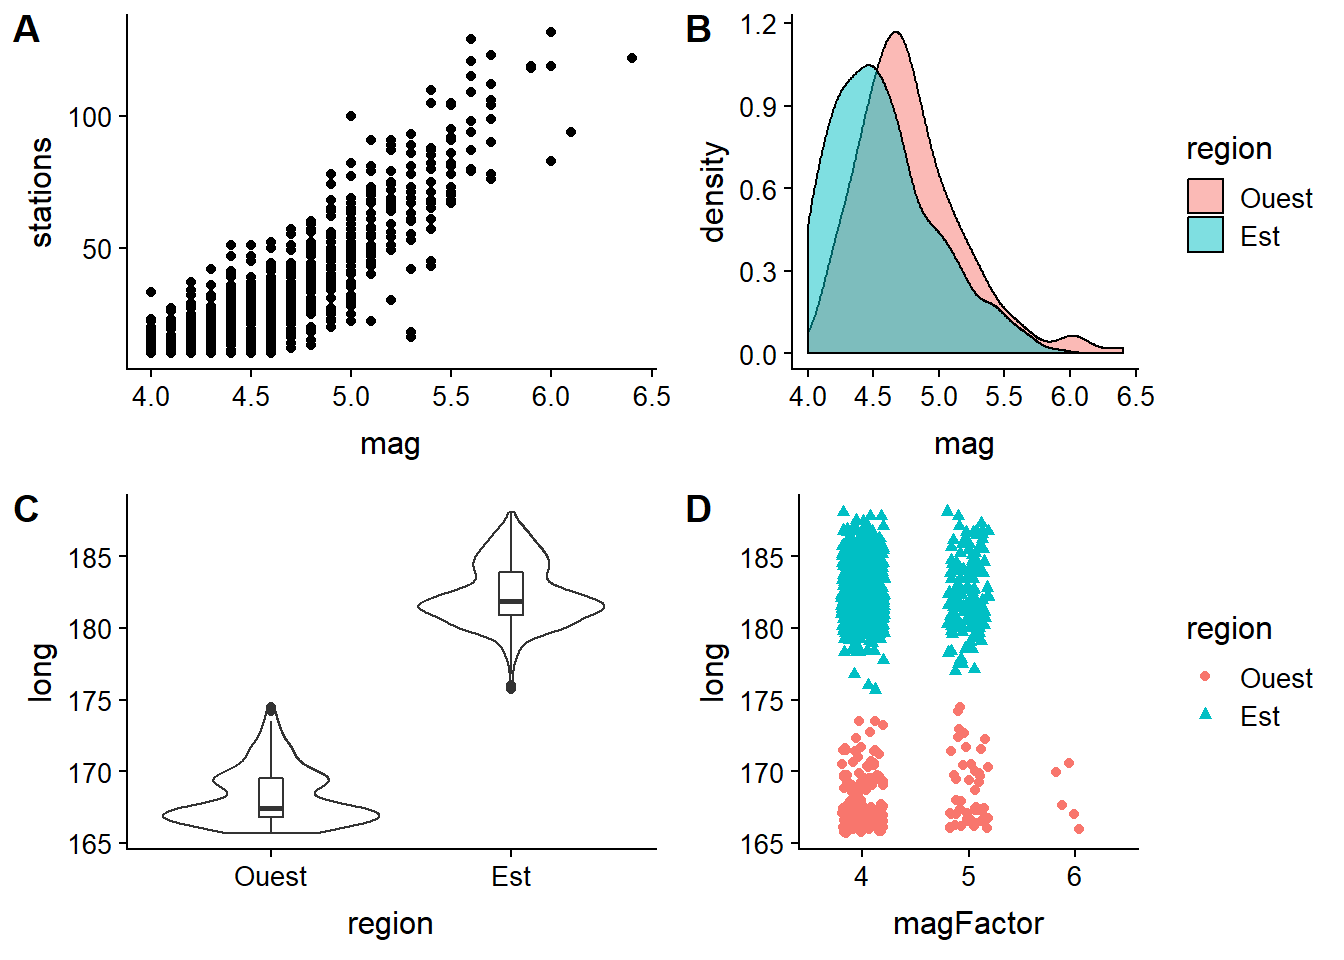 A
stations
100
50
4.0 4.5 5.0 5.5 6.0 6.5
mag
B
density
1.2
0.9
0.6
0.3
0.0
4.0 4.5 5.0 5.5 6.0 6.5
mag
region
Ouest
Est
C
long
185
180
175
170
165
Ouest Est
region
D
long
185
180
175
170
165
4 5 6
magFactor
region
Ouest
Est